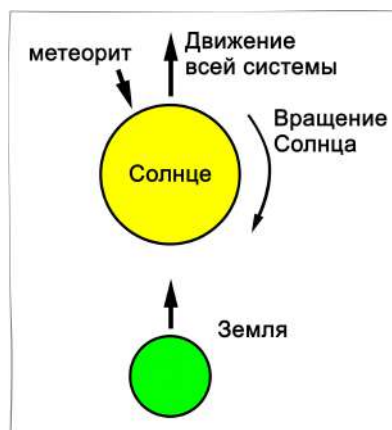 Движение
всей системы
метеорит
Вращение
Солнца
Солнце
Земля